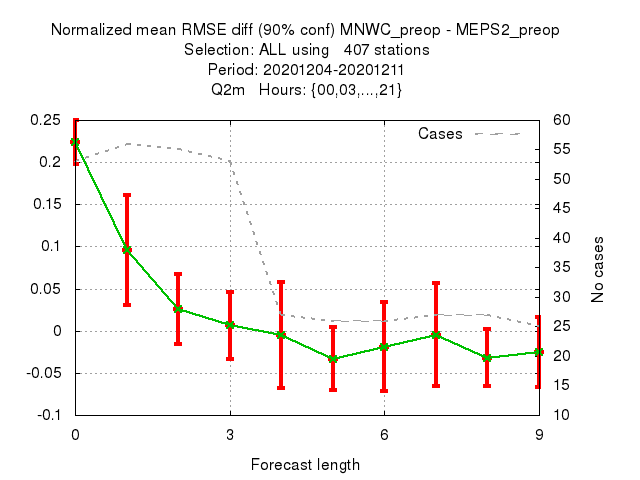 Normalized mean RMSE diff (90% conf) MNWC_preop - MEPS2_preop
Selection: ALL using   407 stations
Period: 20201204-20201211
Q2m   Hours: {00,03,...,21}
Cases
0.25
0.2
0.15
0.1
0.05
0
-0.05
-0.1
60
55
50
45
40
35
30
25
20
15
10
No cases
0 3 6 9
Forecast length